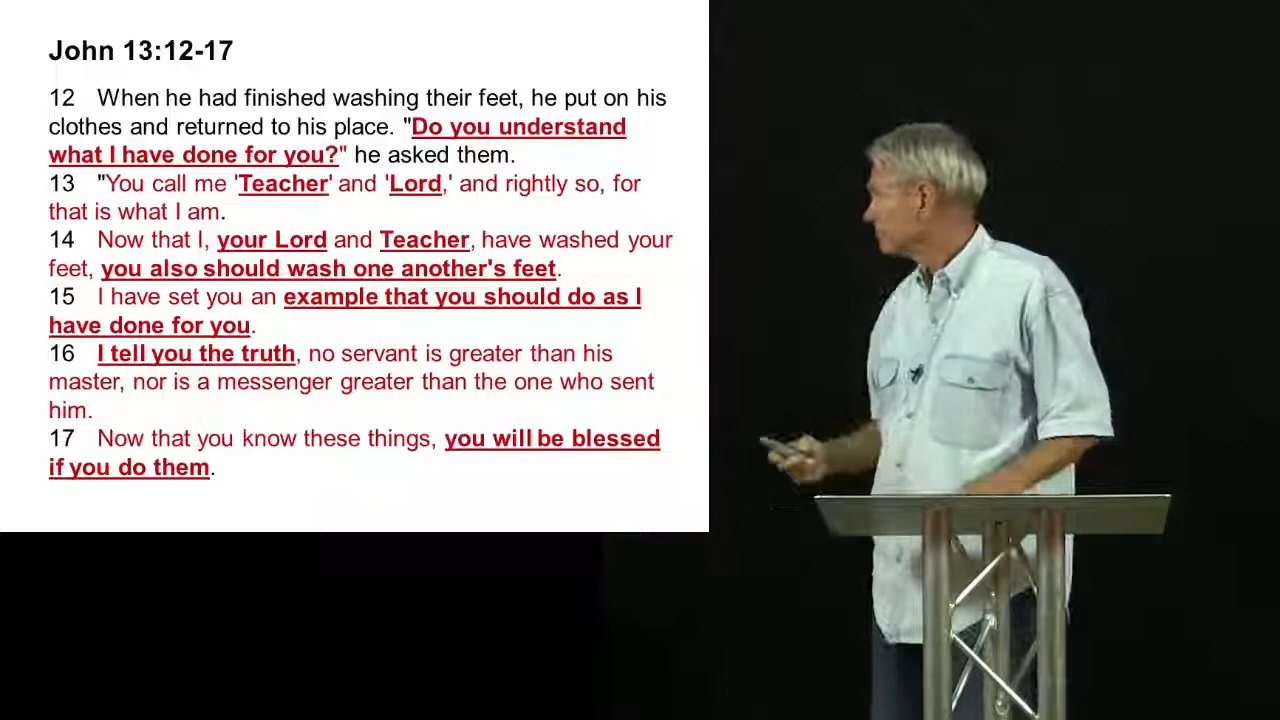 John 13:12-17
12 When he had finished washing their feet, he put on his
clothes and returned to his place. "Do you understand
what I have done for you?" he asked them.
13 "You call me 'Teacher' and 'Lord,' and rightly so, for
that is what I am.
14 Now that I, your Lord and Teacher, have washed your
feet, you also should wash one another's feet.
15 I have set you an example that you should do as I
have done for you.
16 I tell you the truth, no servant is greater than his
master, nor is a messenger greater than the one who sent
him.
17 Now that you know these things, you will be blessed
if you do them.